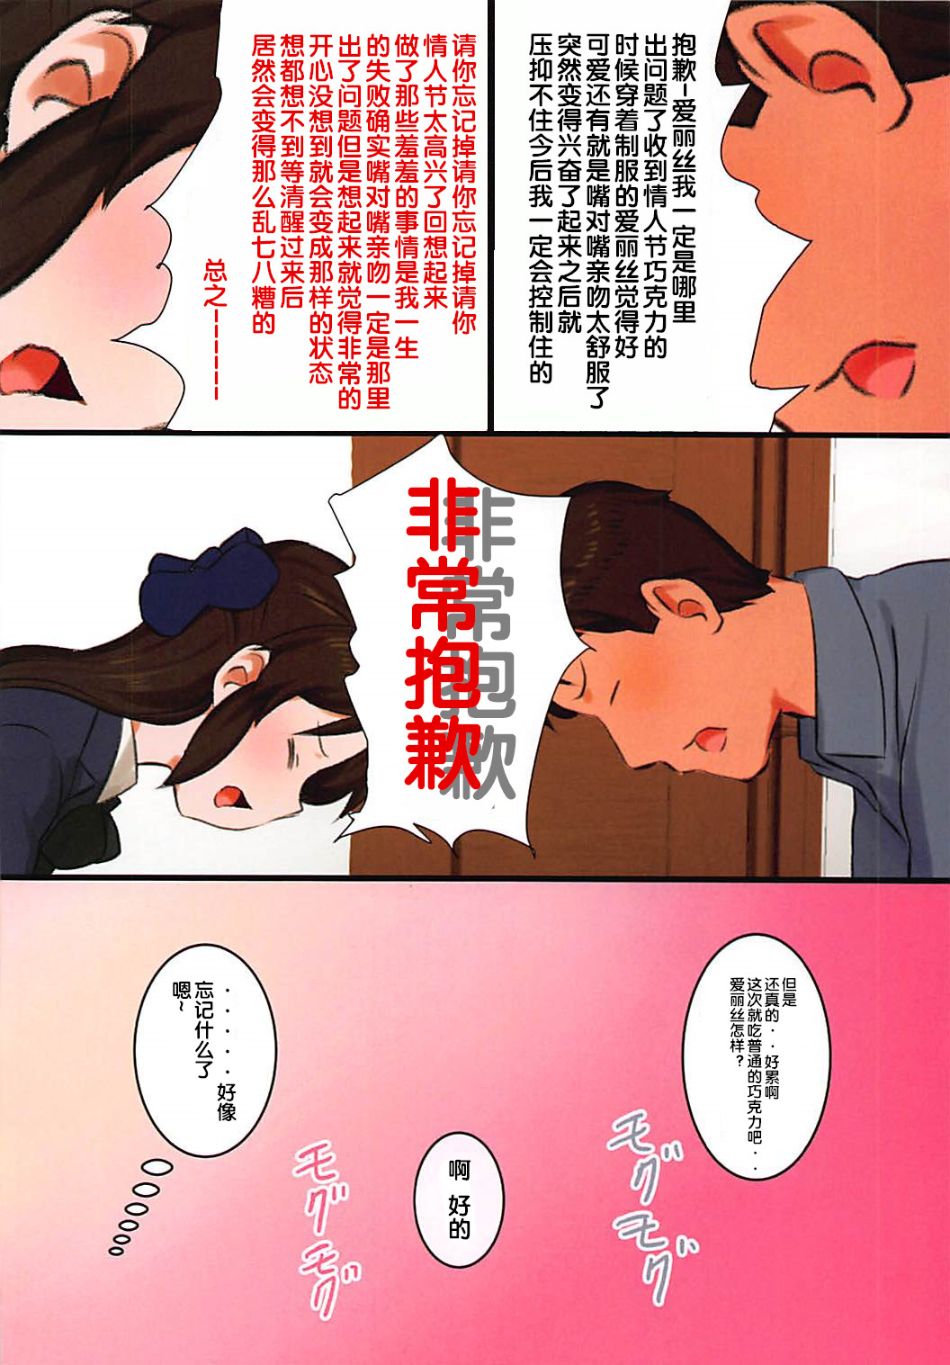 抱歉-爱丽丝我一定是哪里
出问题了收到情人节巧克力的
时候穿着制服的爱丽丝觉得好
可爱还有就是嘴对嘴亲吻太舒服了
突然变得兴奋了起来之后就
压抑不住今后我一定会控制住的
请你忘记掉请你忘记掉请你
情人节太高兴了回想起来
做了那些羞羞的事情是我一生
的失败确实嘴对嘴亲吻一定是那里
出了问题但是想起来就觉得非常的
开心没想到就会变成那样的状态
想都想不到等清醒过来后
居然会变得那么乱七八糟的
总之-------
非常抱歉
非常抱歉
但是
还真的··好累啊
这次就吃普通的巧克力吧··
爱丽丝怎样?
·····好像
忘记什么了
嗯~
啊 好的
モグ
モグ
モグ
モグ